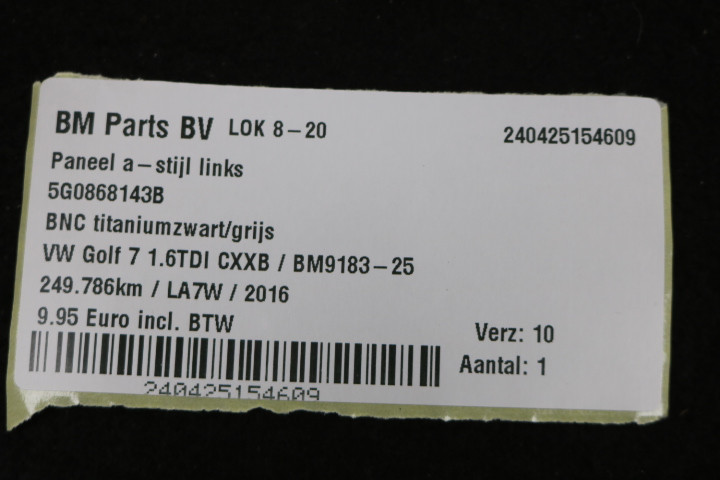 BM Parts BV LOK 8-20 240425154609
Paneel a-stijl links
5G0868143B
BNC titaniumzwart/grijs
VW Golf 7 1.6TDI CXXB / BM9183-25
249.786km / LA7W / 2016
9.95 Euro incl. BTW
Verz: 10
Aantal: 1
240425154609